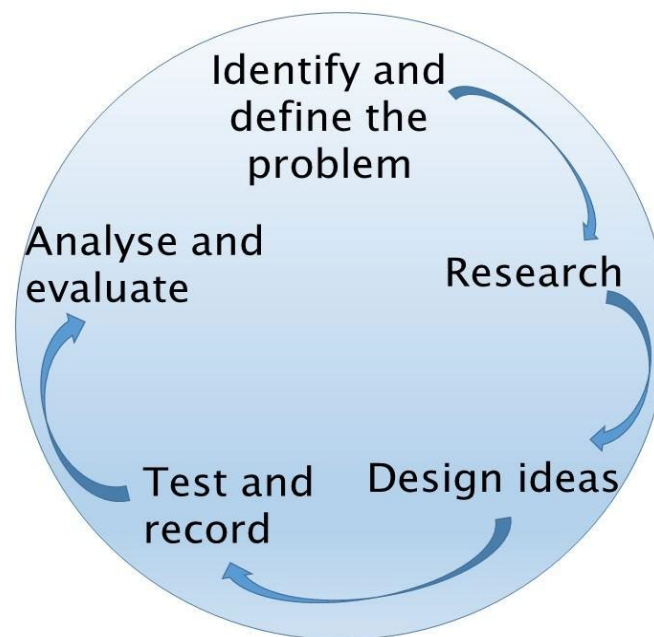 Identify and
define the
problem
Research
Design ideas
Test and
record
Analyse and
evaluate